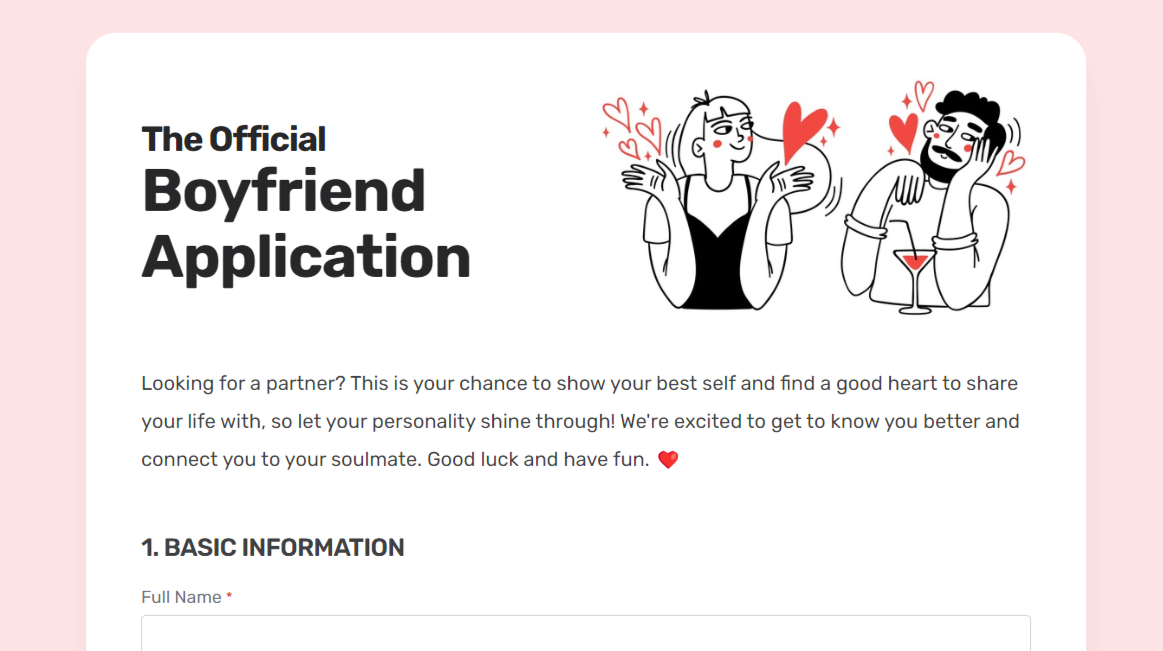 The Official
Boyfriend
Application
Looking for a partner? This is your chance to show your best self and find a good heart to share
your life with, so let your personality shine through! We're excited to get to know you better and
connect you to your soulmate. Good luck and have fun. ❤️
1. BASIC INFORMATION
Full Name *